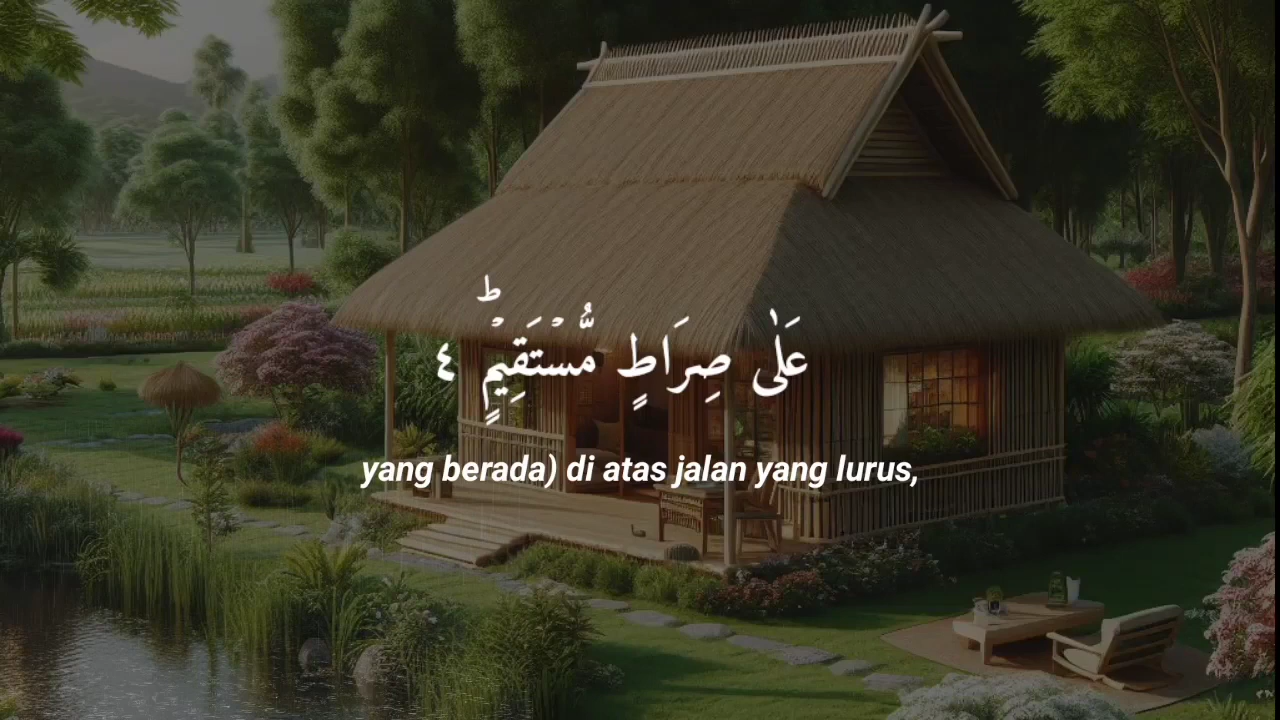 عَلٰى صِرَاطٍ مُّسْتَقِيْمٍۗ ٤
yang berada) di atas jalan yang lurus,